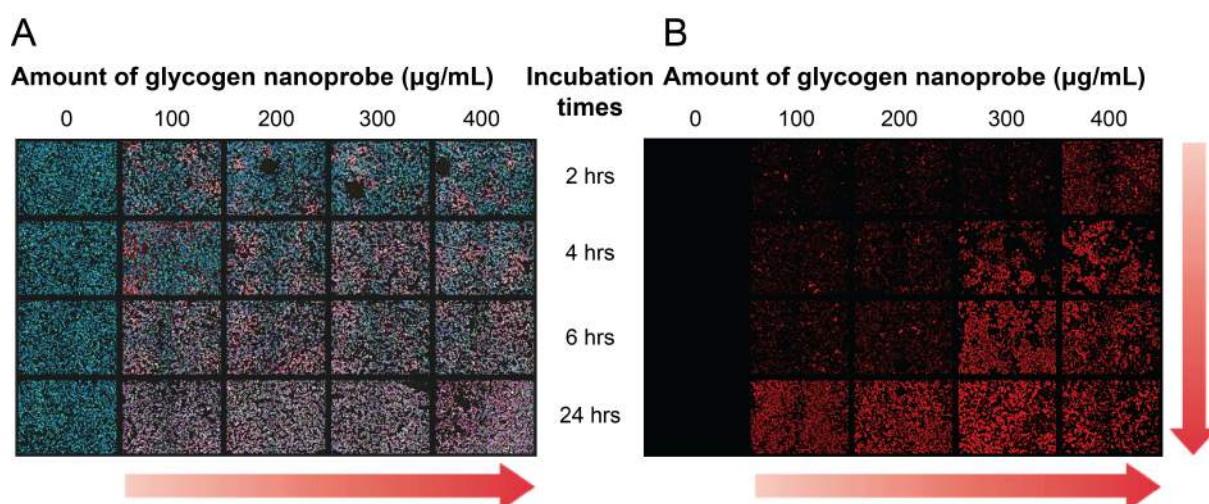 A
B
Amount of glycogen nanoprobe (µg/mL)
Incubation times
Amount of glycogen nanoprobe (µg/mL)
0 100 200 300 400
0 100 200 300 400
2 hrs
4 hrs
6 hrs
24 hrs